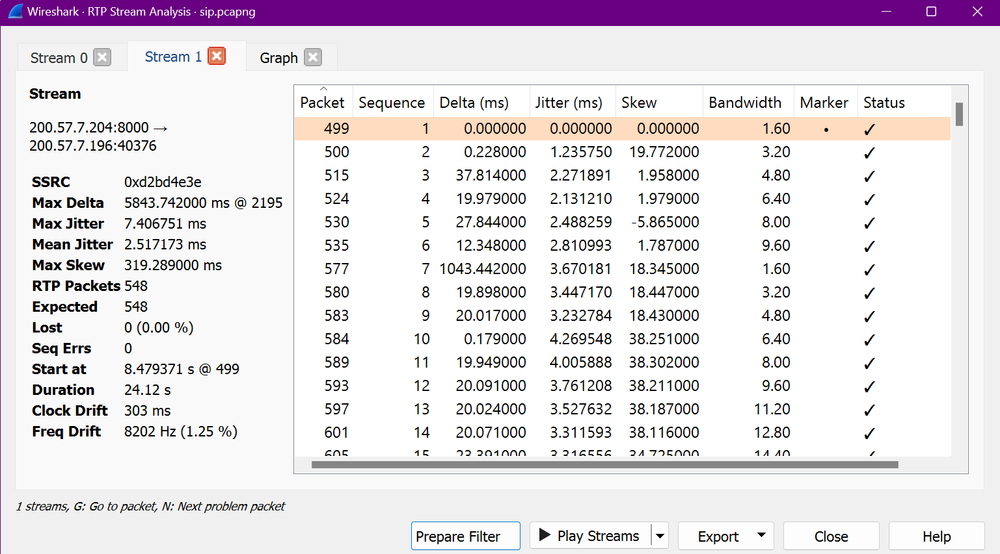 Wireshark · RTP Stream Analysis · sip.pcapng
Stream 0 Stream 1 Graph
Stream
200.57.7.204:8000 →
200.57.7.196:40376
SSRC 0xd2bd4e3e
Max Delta 5843.742000 ms @ 2195
Max Jitter 7.406751 ms
Mean Jitter 2.517173 ms
Max Skew 319.289000 ms
RTP Packets 548
Expected 548
Lost 0 (0.00 %)
Seq Errs 0
Start at 8.479371 s @ 499
Duration 24.12 s
Clock Drift 303 ms
Freq Drift 8202 Hz (1.25 %)
Packet Sequence Delta (ms) Jitter (ms) Skew Bandwidth Marker Status
499 1 0.000000 0.000000 0.000000 1.60 • ✓
500 2 0.228000 1.235750 19.772000 3.20 ✓
515 3 37.814000 2.271891 1.958000 4.80 ✓
524 4 19.979000 2.131210 1.979000 6.40 ✓
530 5 27.844000 2.488259 -5.865000 8.00 ✓
535 6 12.348000 2.810993 1.787000 9.60 ✓
577 7 1043.442000 3.670181 18.345000 1.60 ✓
580 8 19.898000 3.447170 18.447000 3.20 ✓
583 9 20.017000 3.232784 18.430000 4.80 ✓
584 10 0.179000 4.269548 38.251000 6.40 ✓
589 11 19.949000 4.005888 38.302000 8.00 ✓
593 12 20.091000 3.761208 38.211000 9.60 ✓
597 13 20.024000 3.527632 38.187000 11.20 ✓
601 14 20.071000 3.311593 38.116000 12.80 ✓
605 15 23.391000 3.316556 34.725000 14.40 ✓
1 streams, G: Go to packet, N: Next problem packet
Prepare Filter Play Streams Export Close Help